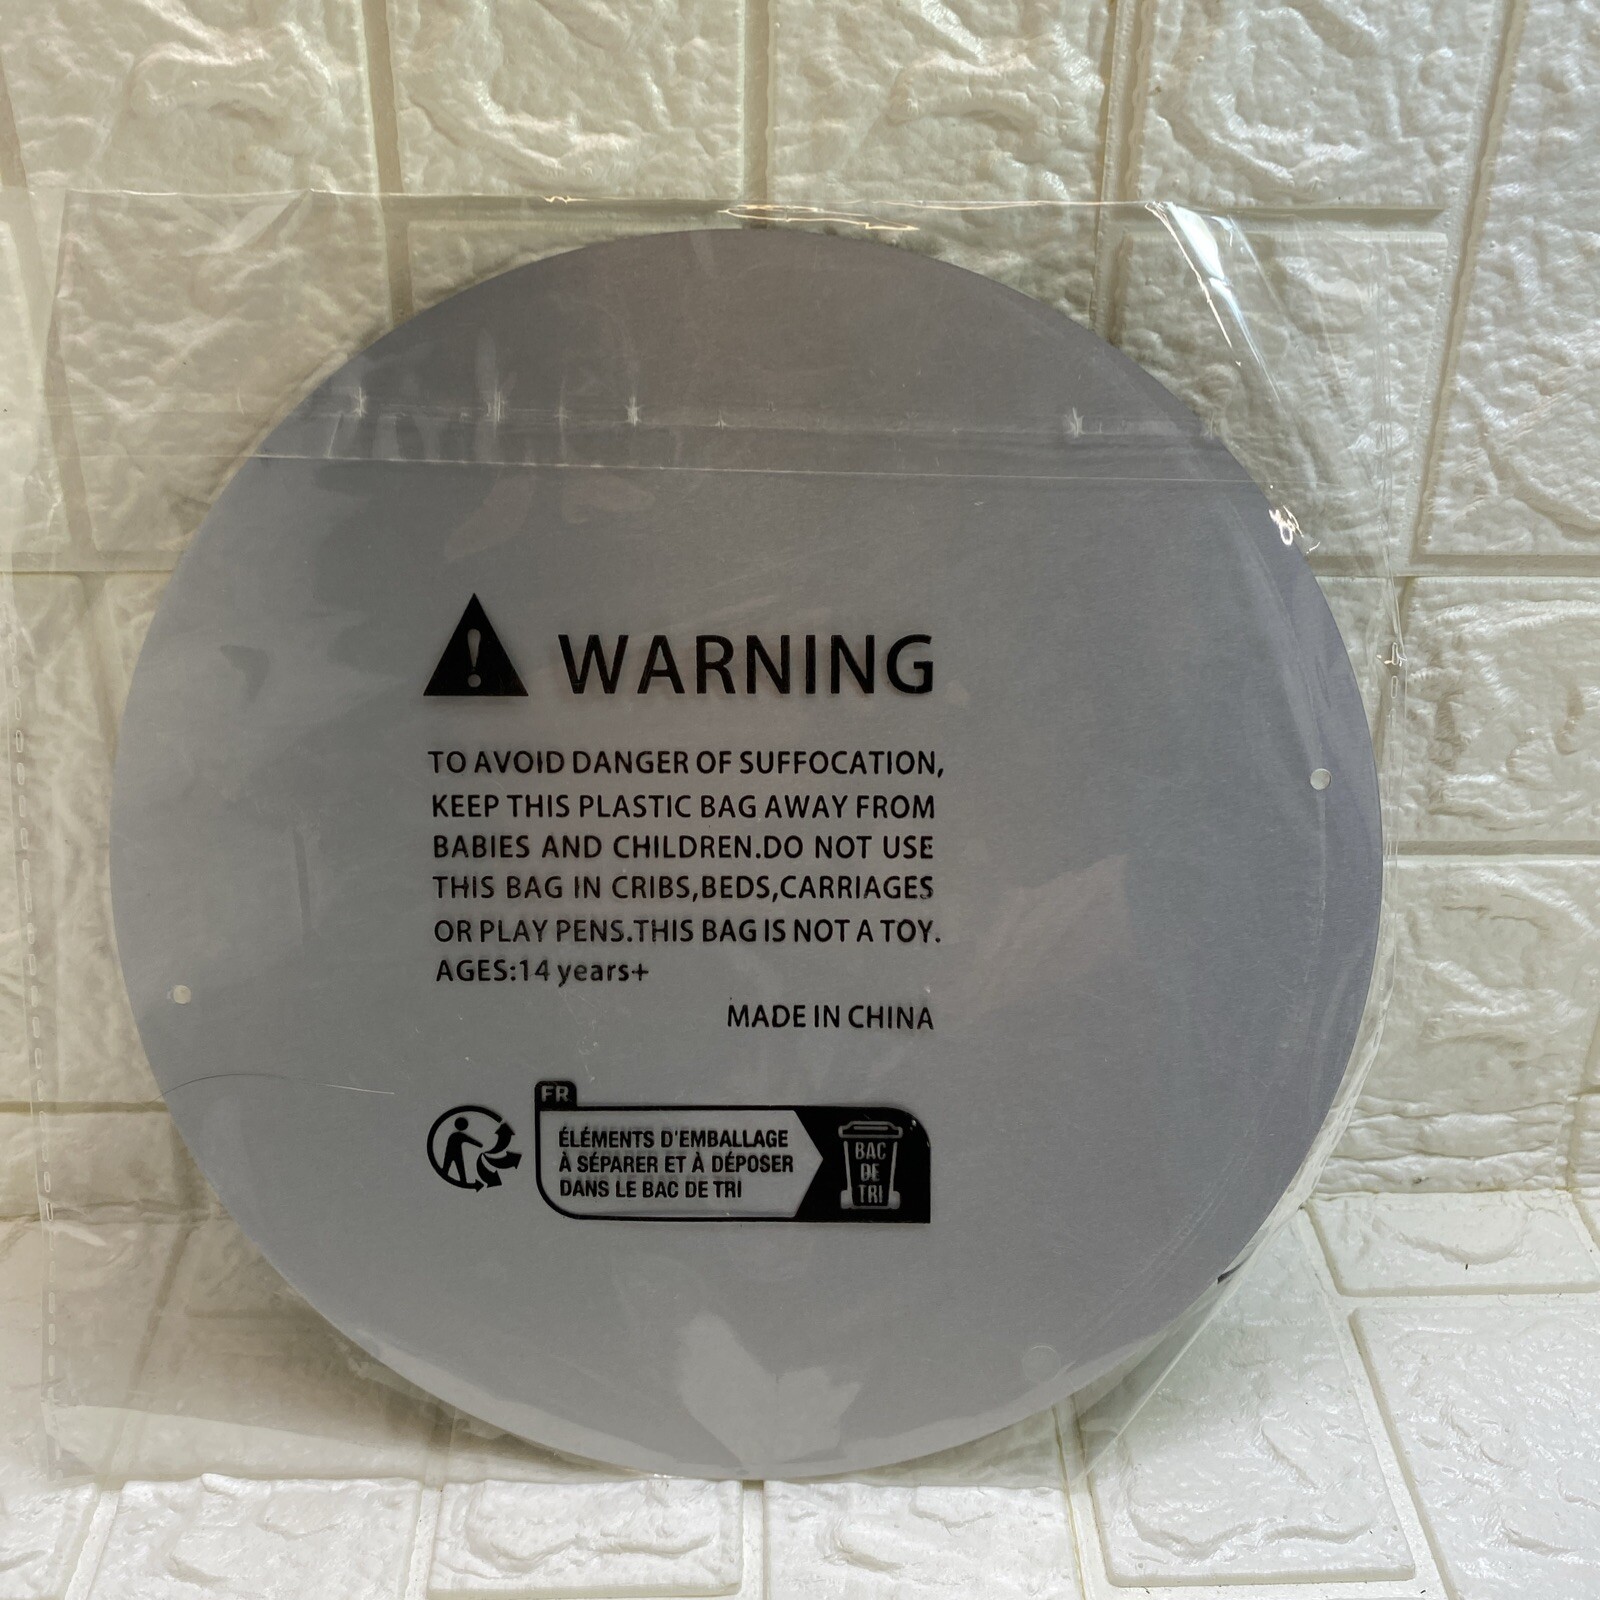 WARNING
TO AVOID DANGER OF SUFFOCATION,
KEEP THIS PLASTIC BAG AWAY FROM
BABIES AND CHILDREN.DO NOT USE
THIS BAG IN CRIBS,BEDS,CARRIAGES
OR PLAY PENS.THIS BAG IS NOT A TOY.
AGES:14 years+
MADE IN CHINA
FR
ÉLÉMENTS D'EMBALLAGE
À SÉPARER ET À DÉPOSER
DANS LE BAC DE TRI
BAC
DE
TRI